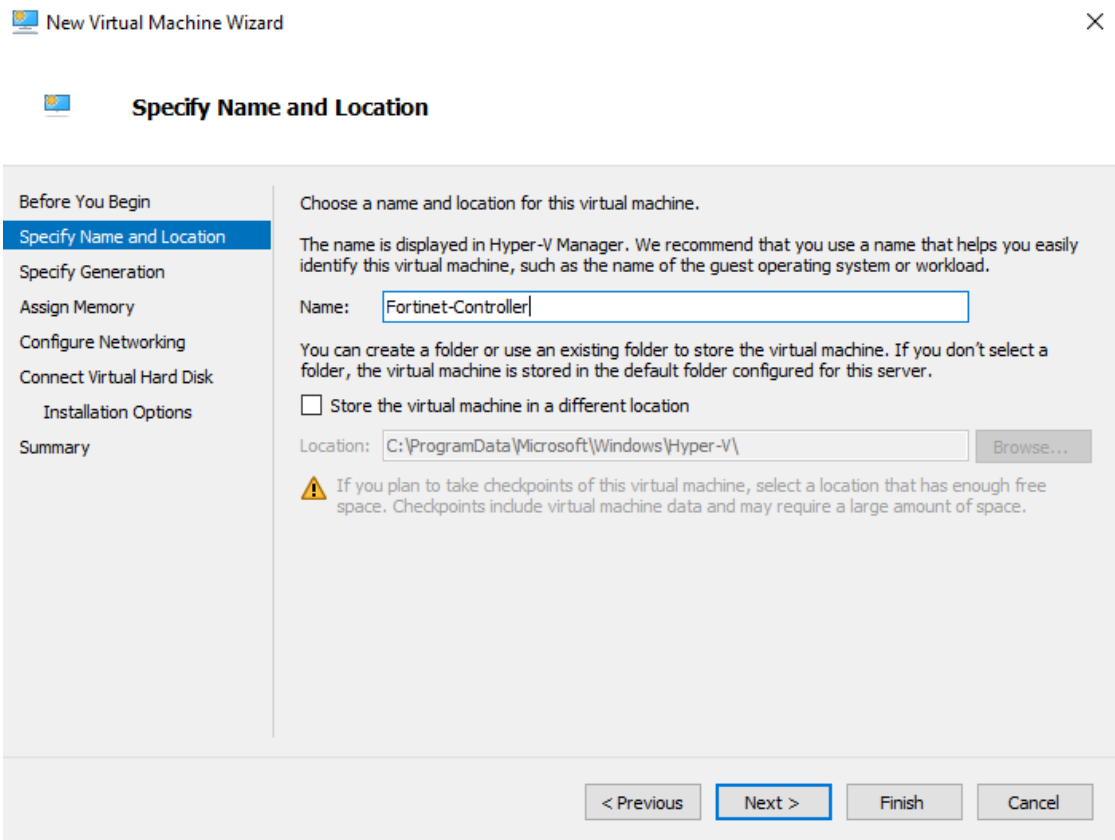 New Virtual Machine Wizard
Specify Name and Location
Before You Begin
Specify Name and Location
Specify Generation
Assign Memory
Configure Networking
Connect Virtual Hard Disk
Installation Options
Summary
Choose a name and location for this virtual machine.
The name is displayed in Hyper-V Manager. We recommend that you use a name that helps you easily
identify this virtual machine, such as the name of the guest operating system or workload.
Name: Fortinet-Controller
You can create a folder or use an existing folder to store the virtual machine. If you don't select a
folder, the virtual machine is stored in the default folder configured for this server.
Store the virtual machine in a different location
Location: C:\ProgramData\Microsoft\Windows\Hyper-V\ Browse...
If you plan to take checkpoints of this virtual machine, select a location that has enough free
space. Checkpoints include virtual machine data and may require a large amount of space.
< Previous Next > Finish Cancel